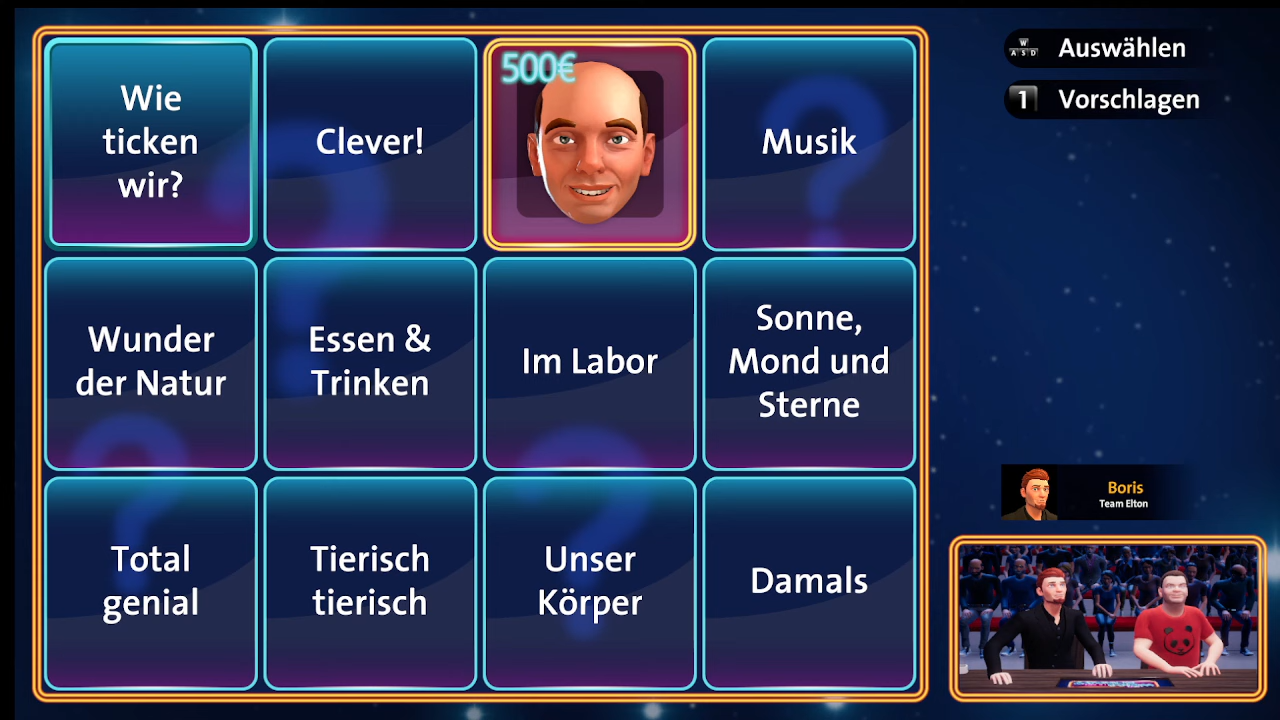 Wie
ticken
wir?
Clever!
500€
Musik
W
A S D
Auswählen
1
Vorschlagen
Wunder
der Natur
Essen &
Trinken
Im Labor
Sonne,
Mond und
Sterne
Total
genial
Tierisch
tierisch
Unser
Körper
Damals
Boris
Team Elton